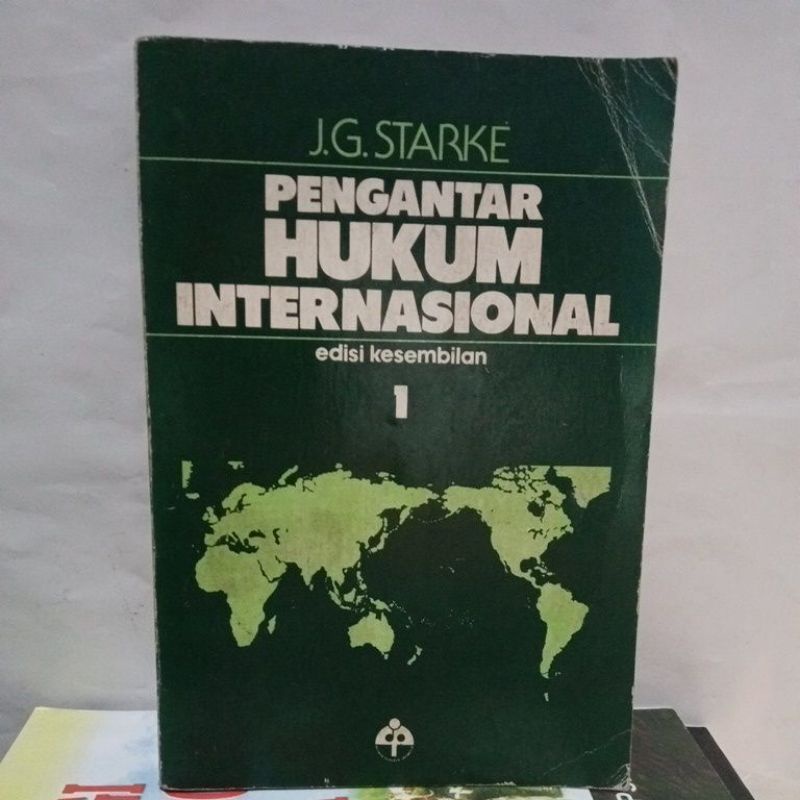 J.G. STARKE
PENGANTAR
HUKUM
INTERNASIONAL
edisi kesembilan
1